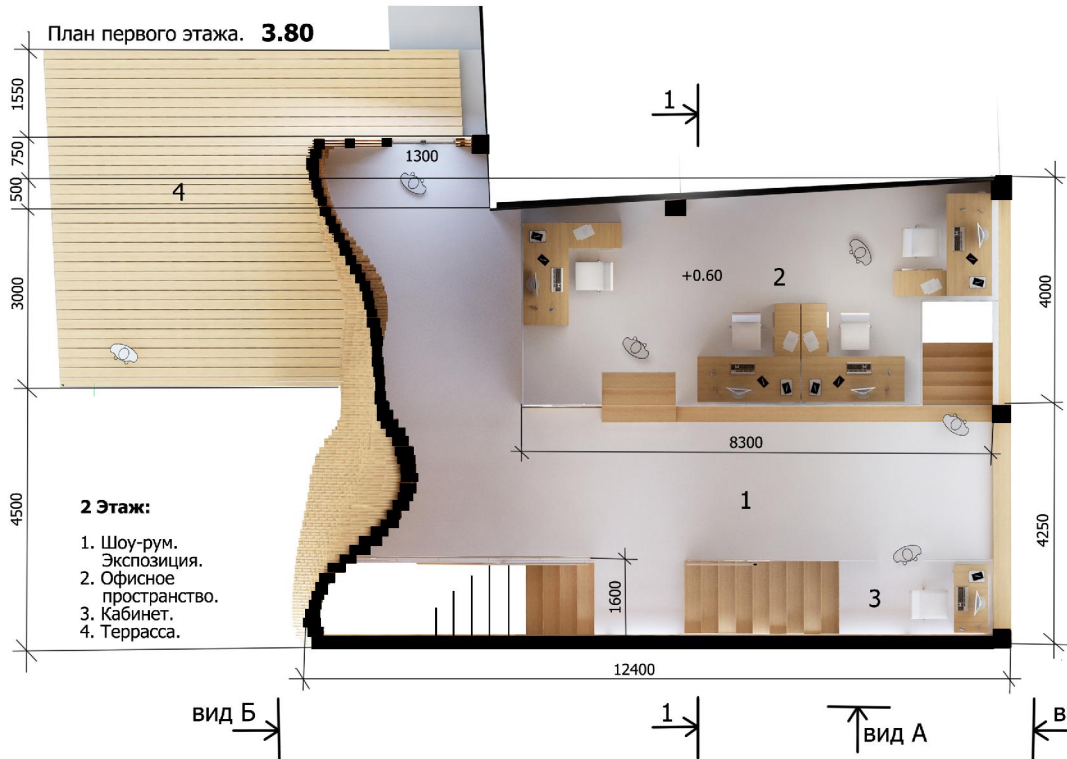 План первого этажа. 3.80
1550
750
500
3000
4500
1
1300
4
+0.60
2
4000
8300
1
4250
2 Этаж:
1. Шоу-рум.
Экспозиция.
2. Офисное
пространство.
3. Кабинет.
4. Террасса.
1600
3
12400
вид Б
1
вид А
в